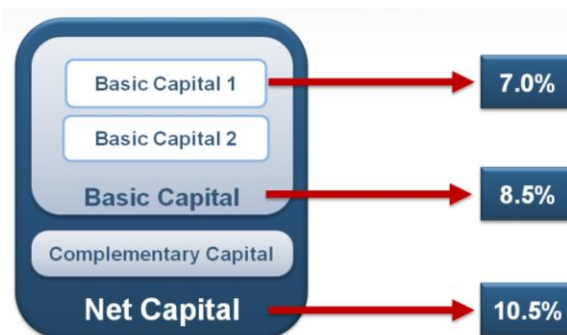 Basic Capital 1
7.0%
Basic Capital 2
Basic Capital
8.5%
Complementary Capital
Net Capital
10.5%